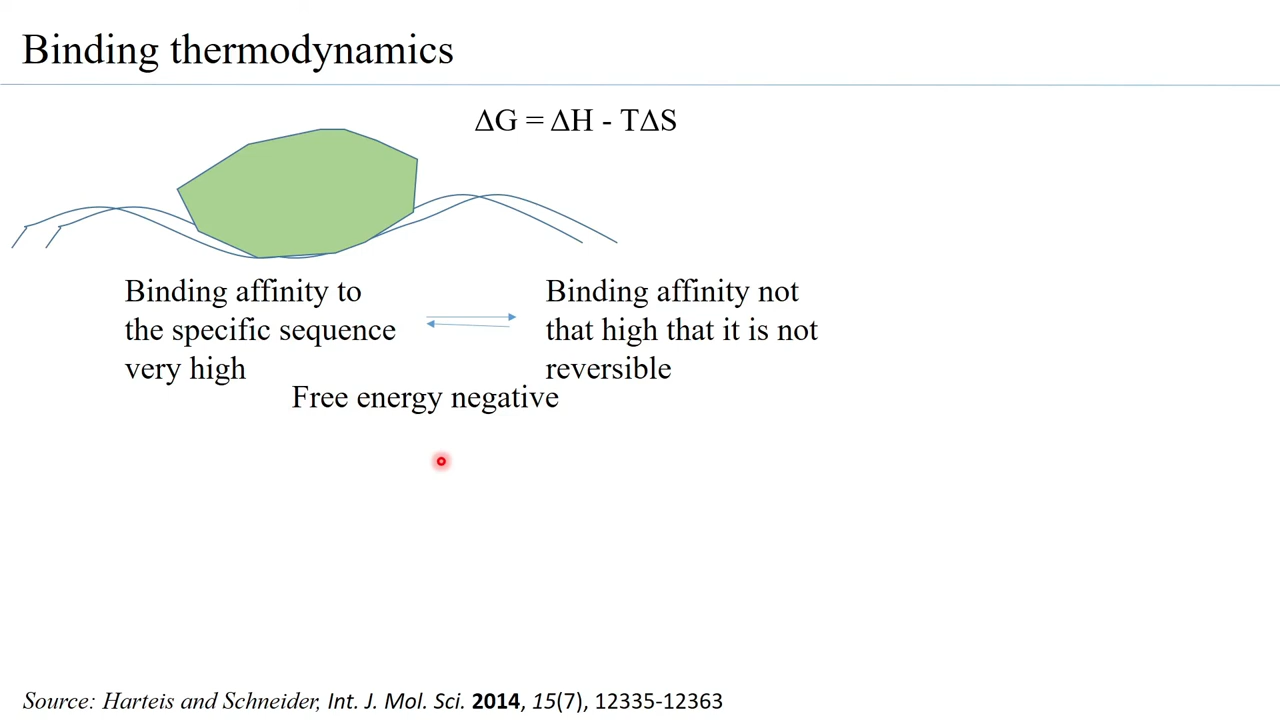 Binding thermodynamics
ΔG = ΔH - TΔS
Binding affinity to
the specific sequence
very high
Binding affinity not
that high that it is not
reversible
Free energy negative
Source: Harteis and Schneider, Int. J. Mol. Sci. 2014, 15(7), 12335-12363